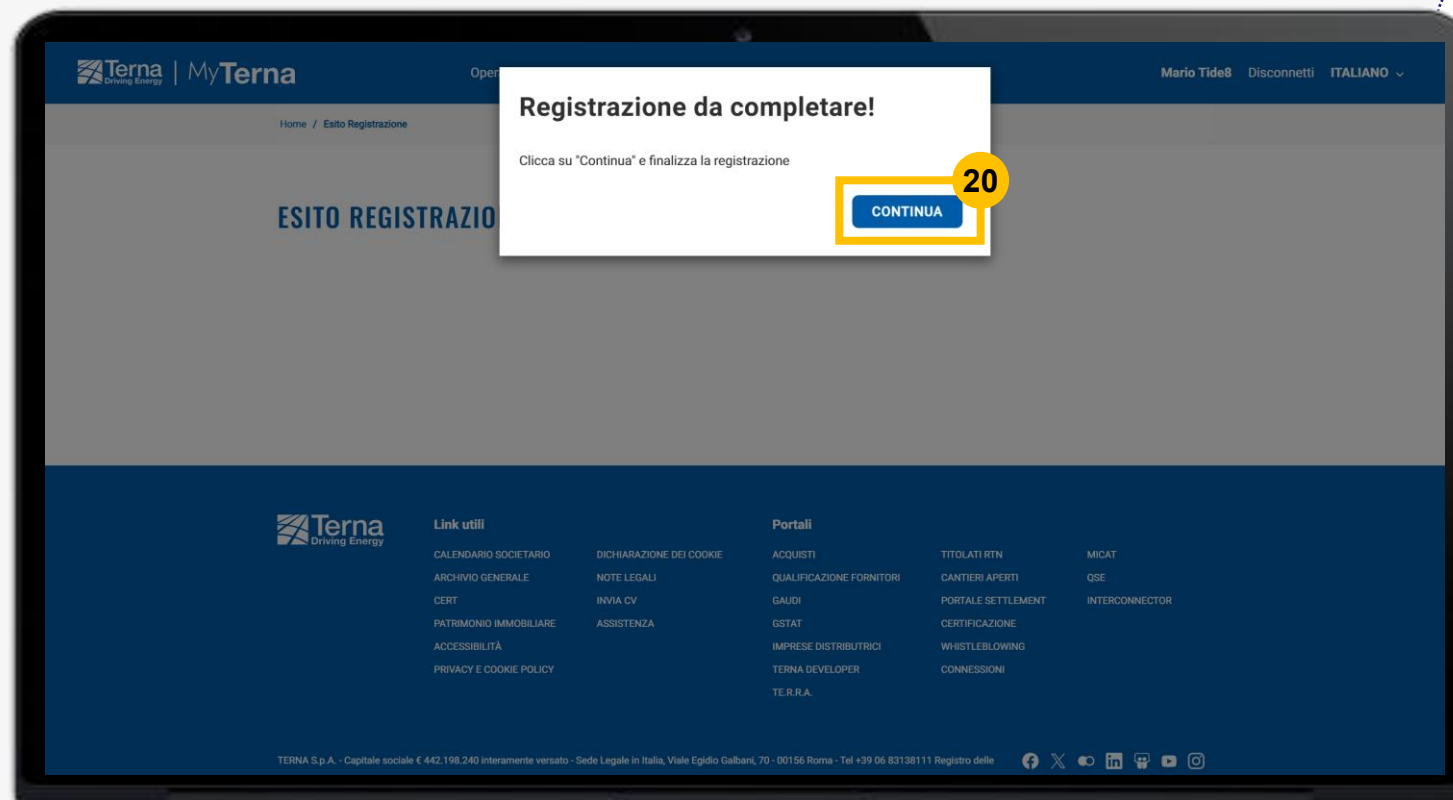 Terna
Driving Energy
MyTerna
Oper
Mario Tide8
Disconnetti
ITALIANO
Home / Esito Registrazione
Registrazione da completare!
Clicca su "Continua" e finalizza la registrazione
20
CONTINUA
ESITO REGISTRAZIO
Terna
Driving Energy
Link utili
CALENDARIO SOCIETARIO
ARCHIVIO GENERALE
CERT
PATRIMONIO IMMOBILIARE
ACCESSIBILITÀ
PRIVACY E COOKIE POLICY
DICHIARAZIONE DEI COOKIE
NOTE LEGALI
INVIA CV
ASSISTENZA
Portali
ACQUISTI
QUALIFICAZIONE FORNITORI
GAUDI
GSTAT
IMPRESE DISTRIBUTRICI
TERNA DEVELOPER
TE.R.R.A.
TITOLATI RTN
CANTIERI APERTI
PORTALE SETTLEMENT
CERTIFICAZIONE
WHISTLEBLOWING
CONNESSIONI
MICAT
QSE
INTERCONNECTOR
TERNA S.p.A. - Capitale sociale € 442.198.240 interamente versato - Sede Legale in Italia, Viale Egidio Galbani, 70 - 00156 Roma - Tel +39 06 83138111 Registro delle